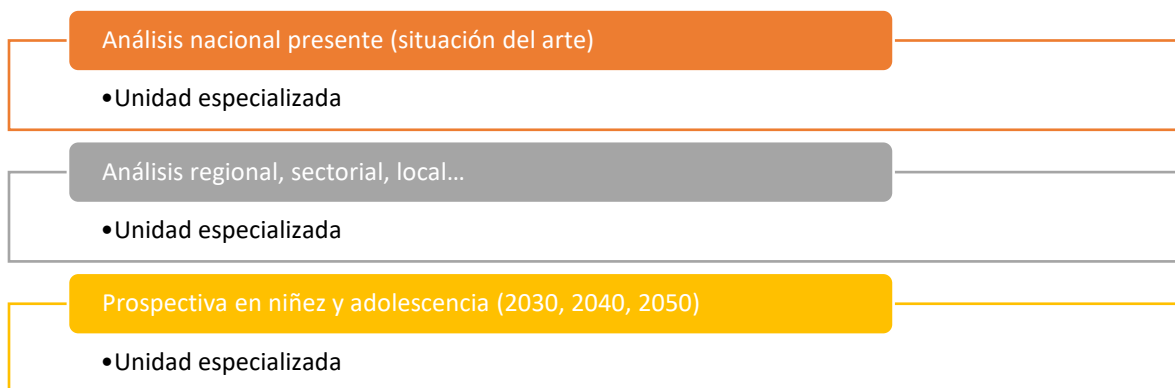 Análisis nacional presente (situación del arte)
•Unidad especializada
Análisis regional, sectorial, local…
•Unidad especializada
Prospectiva en niñez y adolescencia (2030, 2040, 2050)
•Unidad especializada